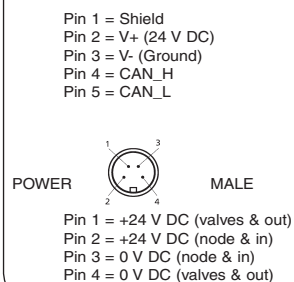 Pin 1 = Shield
Pin 2 = V+ (24 V DC)
Pin 3 = V- (Ground)
Pin 4 = CAN_H
Pin 5 = CAN_L
1 3
POWER MALE
2 4
Pin 1 = +24 V DC (valves & out)
Pin 2 = +24 V DC (node & in)
Pin 3 = 0 V DC (node & in)
Pin 4 = 0 V DC (valves & out)